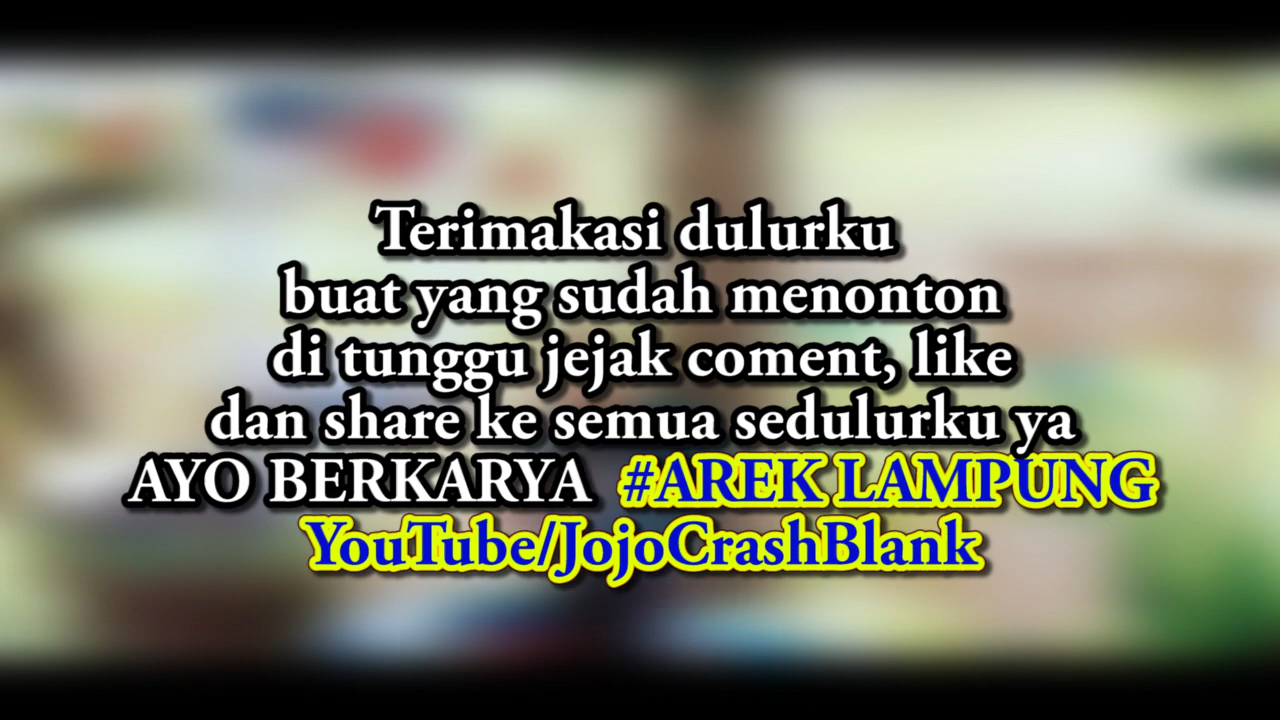 Terimakasi dulurku
buat yang sudah menonton
di tunggu jejak coment, like
dan share ke semua sedulurku ya
AYO BERKARYA #AREK LAMPUNG
YouTube/JojoCrashBlank